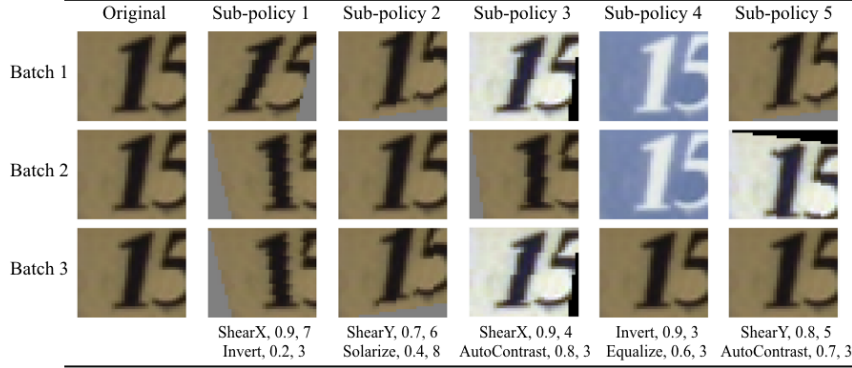 Original Sub-policy 1 Sub-policy 2 Sub-policy 3 Sub-policy 4 Sub-policy 5
Batch 1 15 15 15 15 15 15
Batch 2 15 15 15 15 15 15
Batch 3 15 15 15 15 15 15
ShearX, 0.9, 7 ShearY, 0.7, 6 ShearX, 0.9, 4 Invert, 0.9, 3 ShearY, 0.8, 5
Invert, 0.2, 3 Solarize, 0.4, 8 AutoContrast, 0.8, 3 Equalize, 0.6, 3 AutoContrast, 0.7, 3